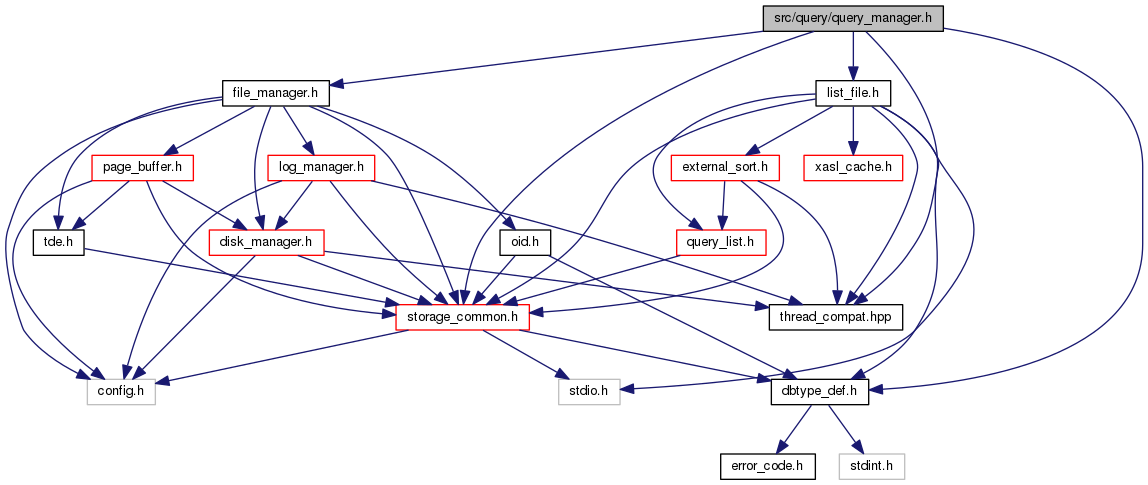 src/query/query_manager.h
file_manager.h
list_file.h
page_buffer.h
log_manager.h
external_sort.h
xasl_cache.h
tde.h
disk_manager.h
oid.h
query_list.h
storage_common.h
thread_compat.hpp
config.h
stdio.h
dbtype_def.h
error_code.h
stdint.h